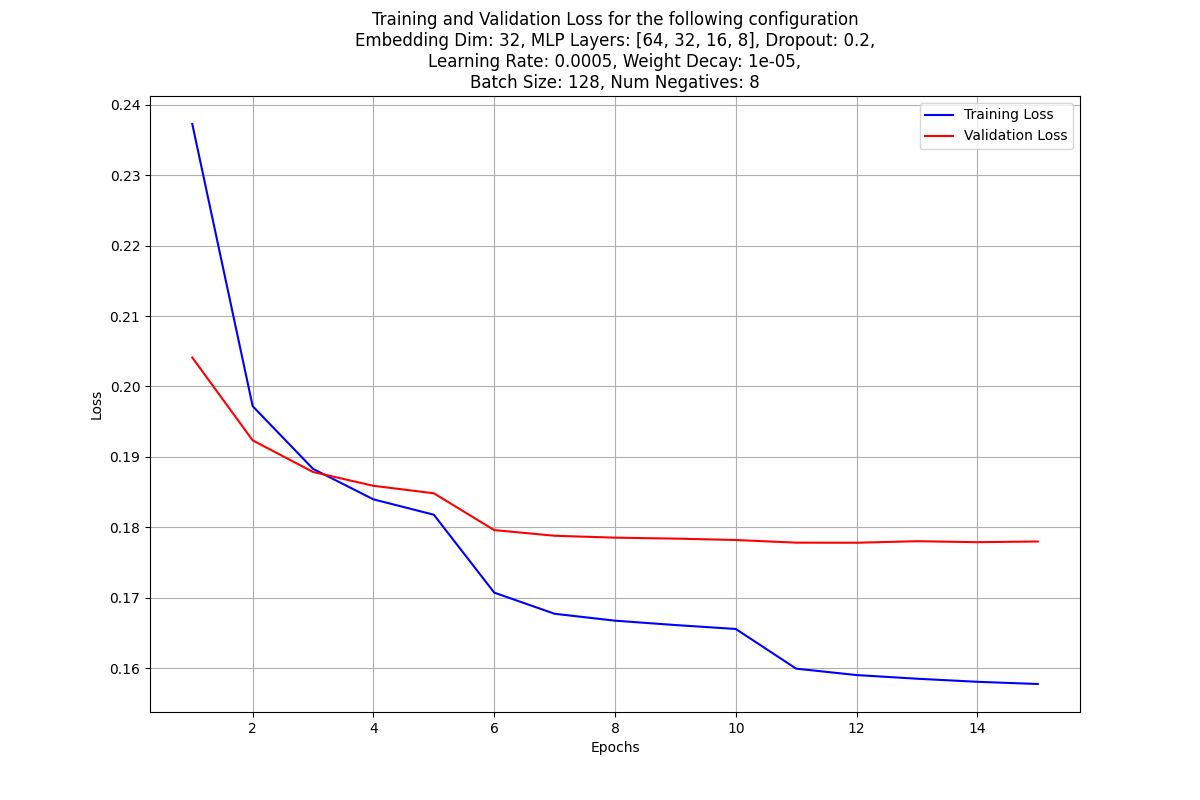 Training and Validation Loss for the following configuration
Embedding Dim: 32, MLP Layers: [64, 32, 16, 8], Dropout: 0.2,
Learning Rate: 0.0005, Weight Decay: 1e-05,
Batch Size: 128, Num Negatives: 8
Training Loss
Validation Loss
0.24
0.23
0.22
0.21
0.20
0.19
0.18
0.17
0.16
Loss
2 4 6 8 10 12 14
Epochs